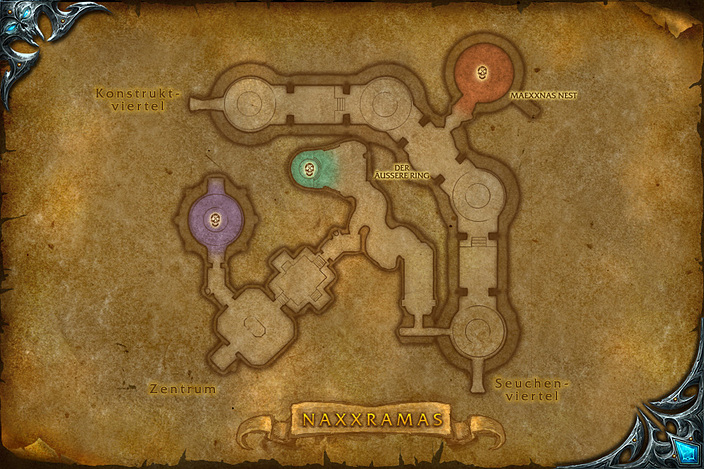 Konstrukt-
viertel
MAEXXNAS NEST
DER
ÄUSSERE RING
Zentrum
Seuchen-
viertel
NAXXRAMAS